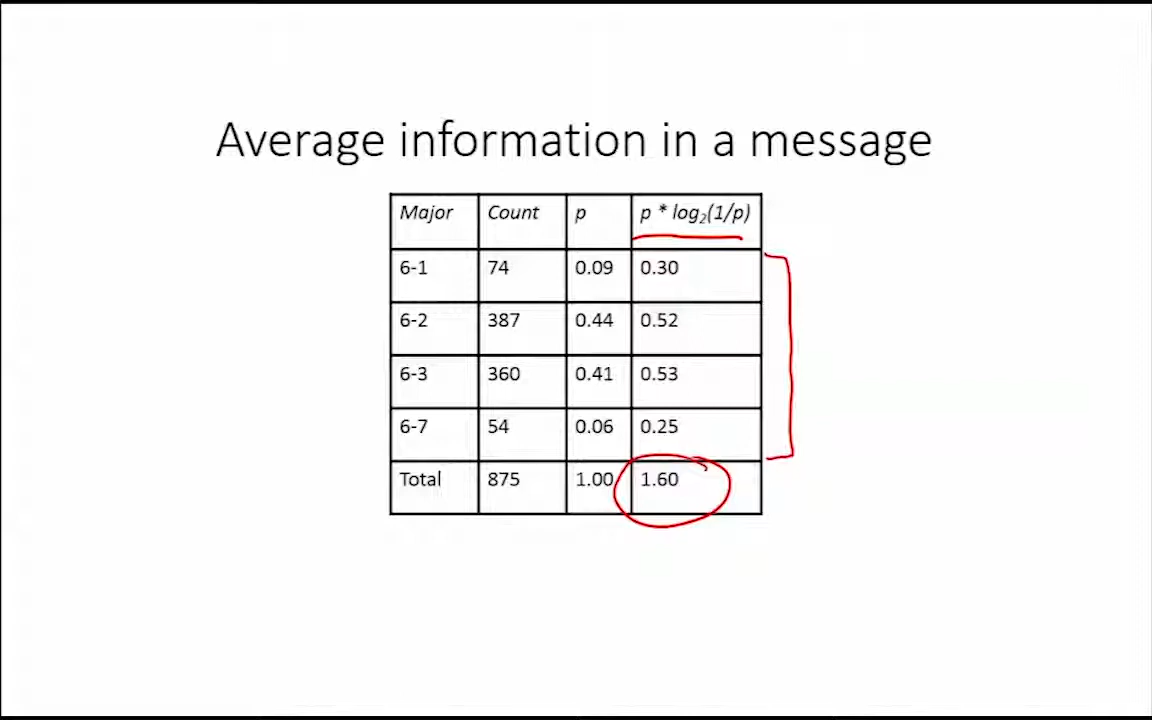 Average information in a message
Major Count p p * log₂(1/p)
6-1 74 0.09 0.30
6-2 387 0.44 0.52
6-3 360 0.41 0.53
6-7 54 0.06 0.25
Total 875 1.00 1.60